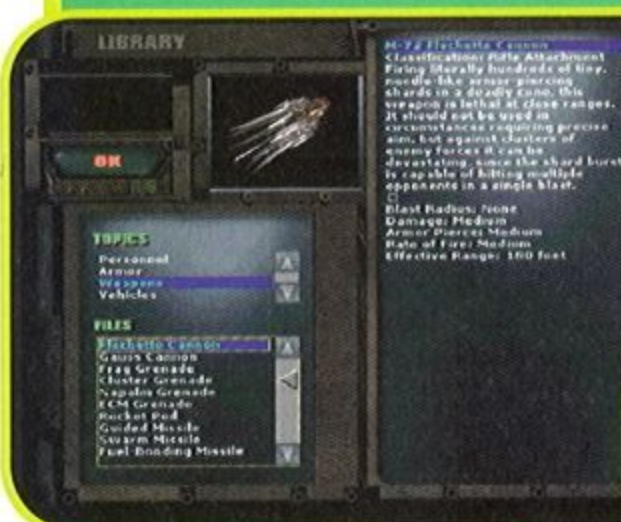 LIBRARY
OK
TOPICS
Personnel
Armor
Weapons
Vehicles
FILES
Flechette Cannon
Gauss Cannon
Frag Grenade
Cluster Grenade
Napalm Grenade
ECM Grenade
Rocket Pod
Guided Missile
Swarm Missile
Fuel-Bonding Missile
Flechette Cannon
Classification: Rifle Attachment
Firing literally hundreds of tiny,
needle-like armor-piercing
shards in a deadly cone, this
weapon is lethal at close ranges.
It should not be used in
circumstances requiring precise
aim, but against clusters of
enemy forces it can be
devastating, since the shard burst
is capable of hitting multiple
opponents in a single blast.
Blast Radius: None
Damage: Medium
Armor Pierce: Medium
Rate of Fire: Medium
Effective Range: 160 feet